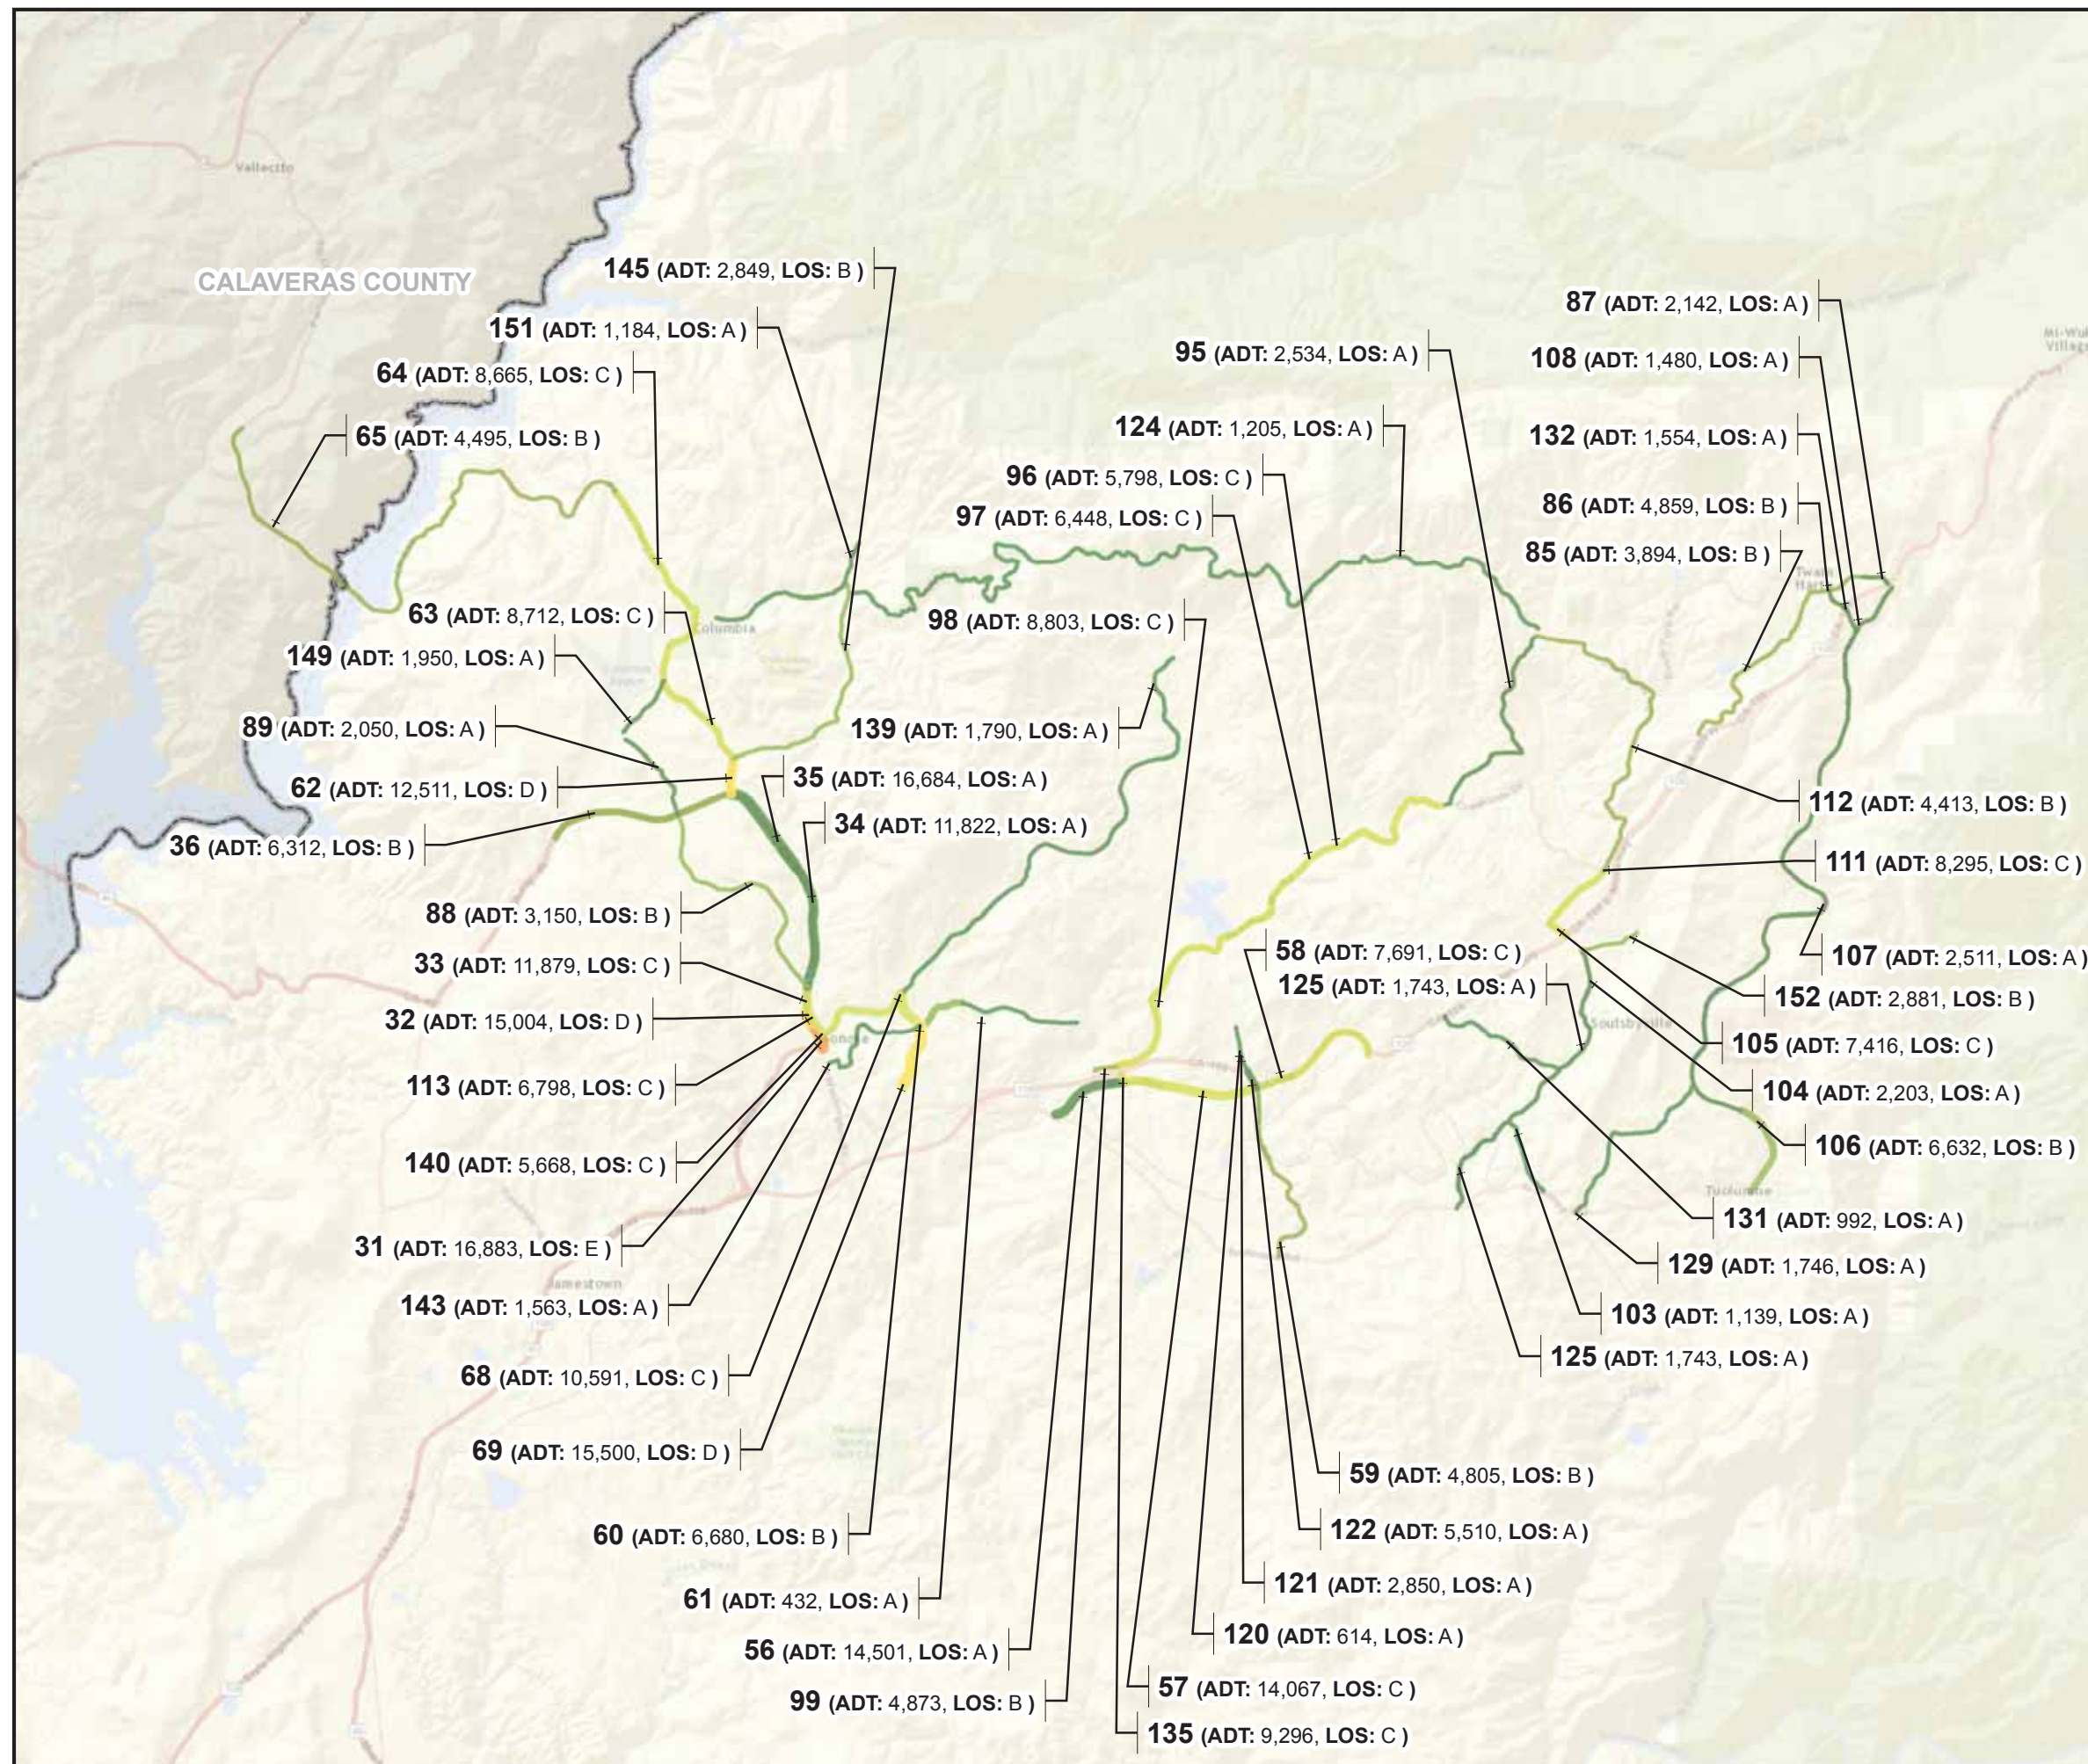 Vallecito
CALAVERAS COUNTY
145 (ADT: 2,849, LOS: B )
87 (ADT: 2,142, LOS: A )
151 (ADT: 1,184, LOS: A )
Mi-Wuk
Village
95 (ADT: 2,534, LOS: A )
108 (ADT: 1,480, LOS: A )
64 (ADT: 8,665, LOS: C )
65 (ADT: 4,495, LOS: B )
124 (ADT: 1,205, LOS: A )
132 (ADT: 1,554, LOS: A )
96 (ADT: 5,798, LOS: C )
86 (ADT: 4,859, LOS: B )
97 (ADT: 6,448, LOS: C )
85 (ADT: 3,894, LOS: B )
Twain
Harte
63 (ADT: 8,712, LOS: C )
98 (ADT: 8,803, LOS: C )
Columbia
149 (ADT: 1,950, LOS: A )
89 (ADT: 2,050, LOS: A )
139 (ADT: 1,790, LOS: A )
62 (ADT: 12,511, LOS: D )
35 (ADT: 16,684, LOS: A )
112 (ADT: 4,413, LOS: B )
34 (ADT: 11,822, LOS: A )
36 (ADT: 6,312, LOS: B )
111 (ADT: 8,295, LOS: C )
88 (ADT: 3,150, LOS: B )
58 (ADT: 7,691, LOS: C )
107 (ADT: 2,511, LOS: A )
33 (ADT: 11,879, LOS: C )
125 (ADT: 1,743, LOS: A )
152 (ADT: 2,881, LOS: B )
32 (ADT: 15,004, LOS: D )
Soulsbyville
105 (ADT: 7,416, LOS: C )
113 (ADT: 6,798, LOS: C )
104 (ADT: 2,203, LOS: A )
106 (ADT: 6,632, LOS: B )
140 (ADT: 5,668, LOS: C )
Tuolumne
131 (ADT: 992, LOS: A )
31 (ADT: 16,883, LOS: E )
129 (ADT: 1,746, LOS: A )
Jamestown
143 (ADT: 1,563, LOS: A )
103 (ADT: 1,139, LOS: A )
125 (ADT: 1,743, LOS: A )
68 (ADT: 10,591, LOS: C )
69 (ADT: 15,500, LOS: D )
59 (ADT: 4,805, LOS: B )
60 (ADT: 6,680, LOS: B )
122 (ADT: 5,510, LOS: A )
121 (ADT: 2,850, LOS: A )
61 (ADT: 432, LOS: A )
120 (ADT: 614, LOS: A )
56 (ADT: 14,501, LOS: A )
57 (ADT: 14,067, LOS: C )
99 (ADT: 4,873, LOS: B )
135 (ADT: 9,296, LOS: C )